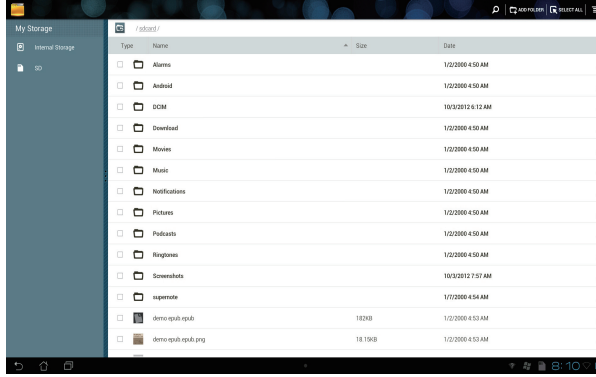 ADD FOLDER SELECT ALL
My Storage /sdcard/
Internal Storage
SD
Type Name Size Date
Alarms 1/2/2000 4:50 AM
Android 1/2/2000 4:50 AM
DCIM 10/3/2012 6:12 AM
Download 1/2/2000 4:50 AM
Movies 1/2/2000 4:50 AM
Music 1/2/2000 4:50 AM
Notifications 1/2/2000 4:50 AM
Pictures 1/2/2000 4:50 AM
Podcasts 1/2/2000 4:50 AM
Ringtones 1/2/2000 4:50 AM
Screenshots 10/3/2012 7:57 AM
supernote 1/7/2000 4:54 AM
demo epub.epub 182KB 1/2/2000 4:53 AM
demo epub.epub.png 18.15KB 1/2/2000 4:53 AM
8:10